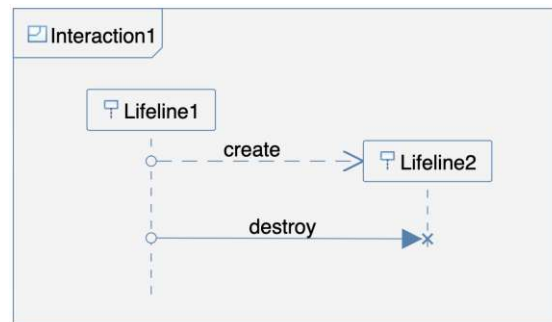 Interaction1
Lifeline1
create
Lifeline2
destroy